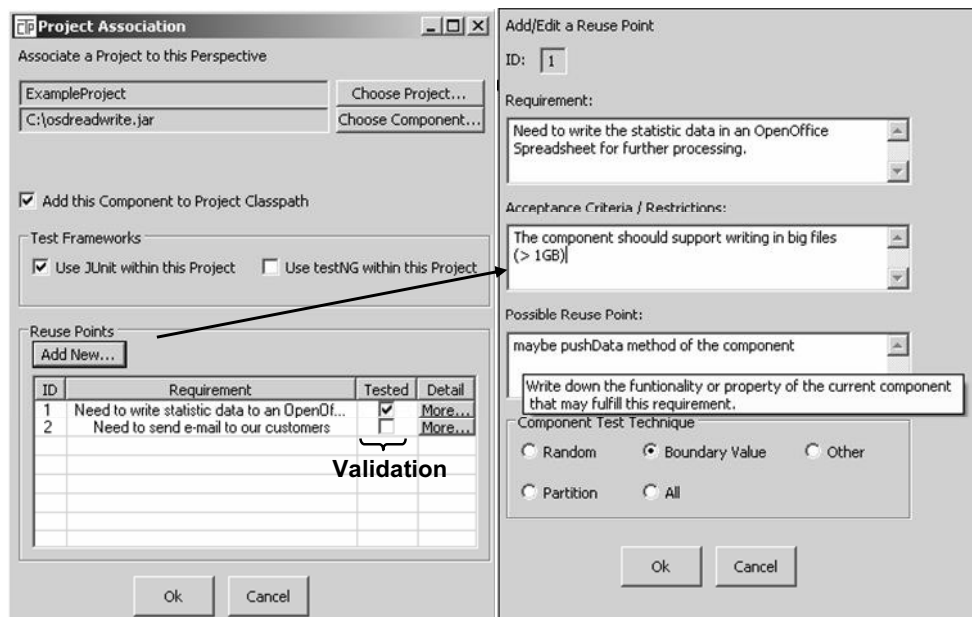 Project Association
Associate a Project to this Perspective
ExampleProject
Choose Project...
C:\osdreadwrite.jar
Choose Component...
Add this Component to Project Classpath
Test Frameworks
Use JUnit within this Project
Use testNG within this Project
Reuse Points
Add New...
ID Requirement Tested Detail
1 Need to write statistic data to an OpenOf... More...
2 Need to send e-mail to our customers More...
Validation
Ok
Cancel
Add/Edit a Reuse Point
ID: 1
Requirement:
Need to write the statistic data in an OpenOffice
Spreadsheet for further processing.
Acceptance Criteria / Restrictions:
The component shoould support writing in big files
(> 1GB)
Possible Reuse Point:
maybe pushData method of the component
Write down the funtionality or property of the current component
that may fulfill this requirement.
Component Test Technique
Random
Boundary Value
Other
Partition
All
Ok
Cancel